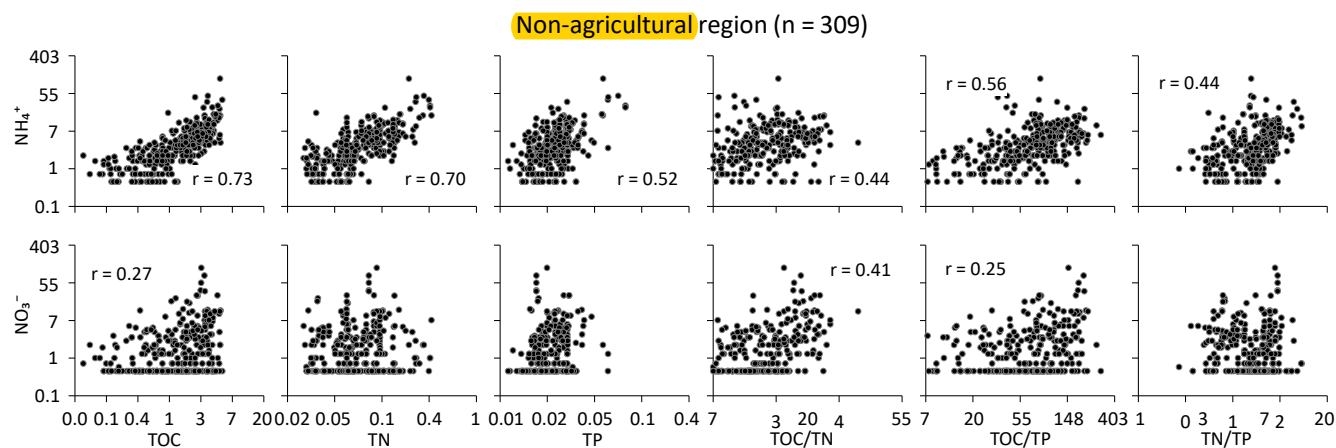 Non-agricultural region (n = 309)
403
55
7
1
0.1
NH₄⁺
r = 0.73
r = 0.70
r = 0.52
r = 0.44
r = 0.56
r = 0.44
403
55
7
1
0.1
NO₃⁻
r = 0.27
r = 0.41
r = 0.25
0.0 0.1 0.4 1 3 7 20
0.02 0.05 0.1 0.4 1
0.01 0.02 0.05 0.1 0.4
7 3 20 4 55
7 20 55 148 403
1 0 3 1 7 2 20
TOC TN TP TOC/TN TOC/TP TN/TP